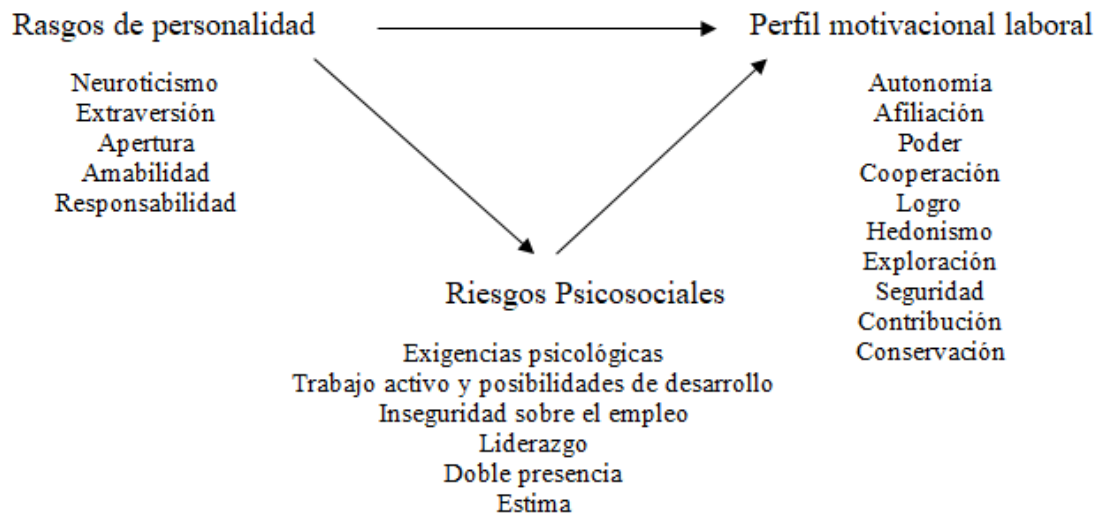 Rasgos de personalidad
Neuroticismo
Extraversión
Apertura
Amabilidad
Responsabilidad
Perfil motivacional laboral
Autonomía
Afiliación
Poder
Cooperación
Logro
Hedonismo
Exploración
Seguridad
Contribución
Conservación
Riesgos Psicosociales
Exigencias psicológicas
Trabajo activo y posibilidades de desarrollo
Inseguridad sobre el empleo
Liderazgo
Doble presencia
Estima